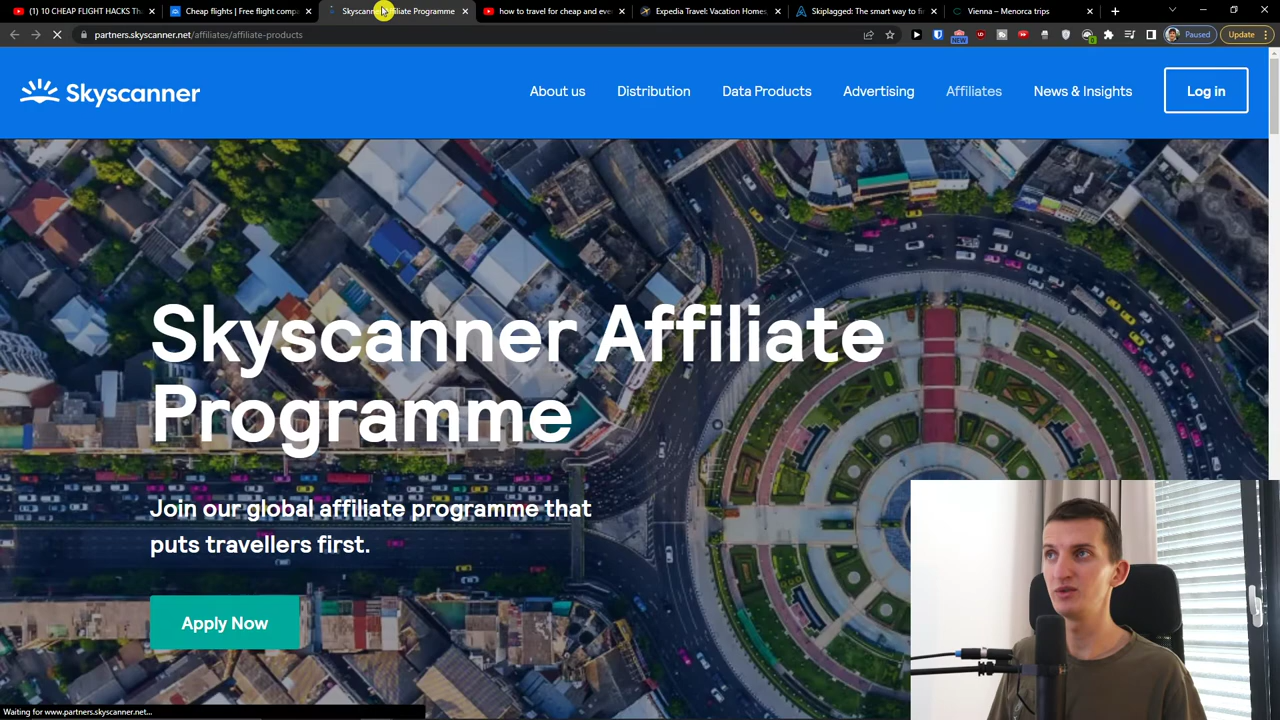 (1) 10 CHEAP FLIGHT HACKS Th
Cheap flights | Free flight comp
Skyscanner Affiliate Programme
how to travel for cheap and eve
Expedia Travel: Vacation Homes,
Skiplagged: The smart way to fi
Vienna – Menorca trips
partners.skyscanner.net/affiliates/affiliate-products
NEW
Paused
Update
Skyscanner
About us
Distribution
Data Products
Advertising
Affiliates
News & Insights
Log in
Skyscanner Affiliate
Programme
Join our global affiliate programme that
puts travellers first.
Apply Now
Waiting for www.partners.skyscanner.net...